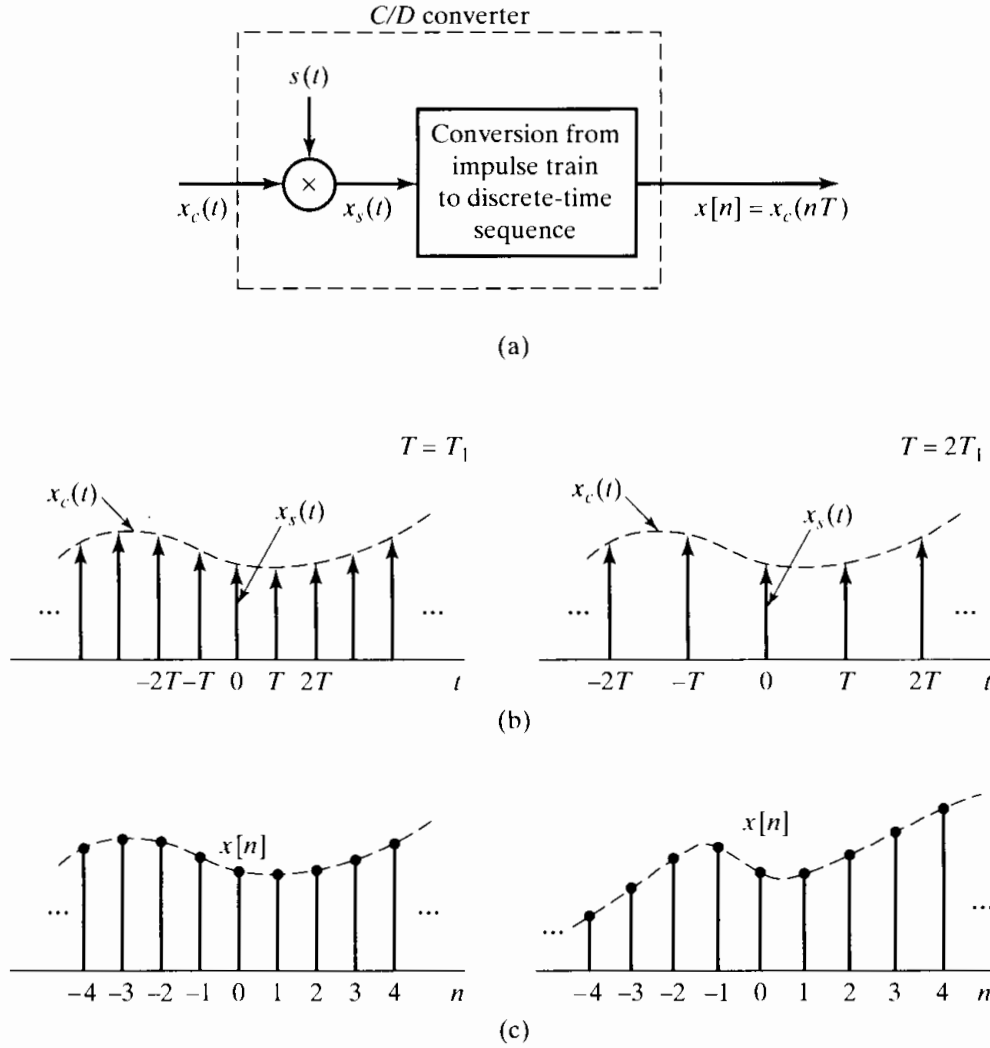 C/D converter
s(t)
×
Conversion from
impulse train
to discrete-time
sequence
x_c(t)
x_s(t)
x[n] = x_c(nT)
(a)
T = T_1
x_c(t)
x_s(t)
... ...
−2T −T 0 T 2T t
T = 2T_1
x_c(t)
x_s(t)
... ...
−2T −T 0 T 2T t
(b)
x[n]
... ...
−4 −3 −2 −1 0 1 2 3 4 n
x[n]
... ...
−4 −3 −2 −1 0 1 2 3 4 n
(c)